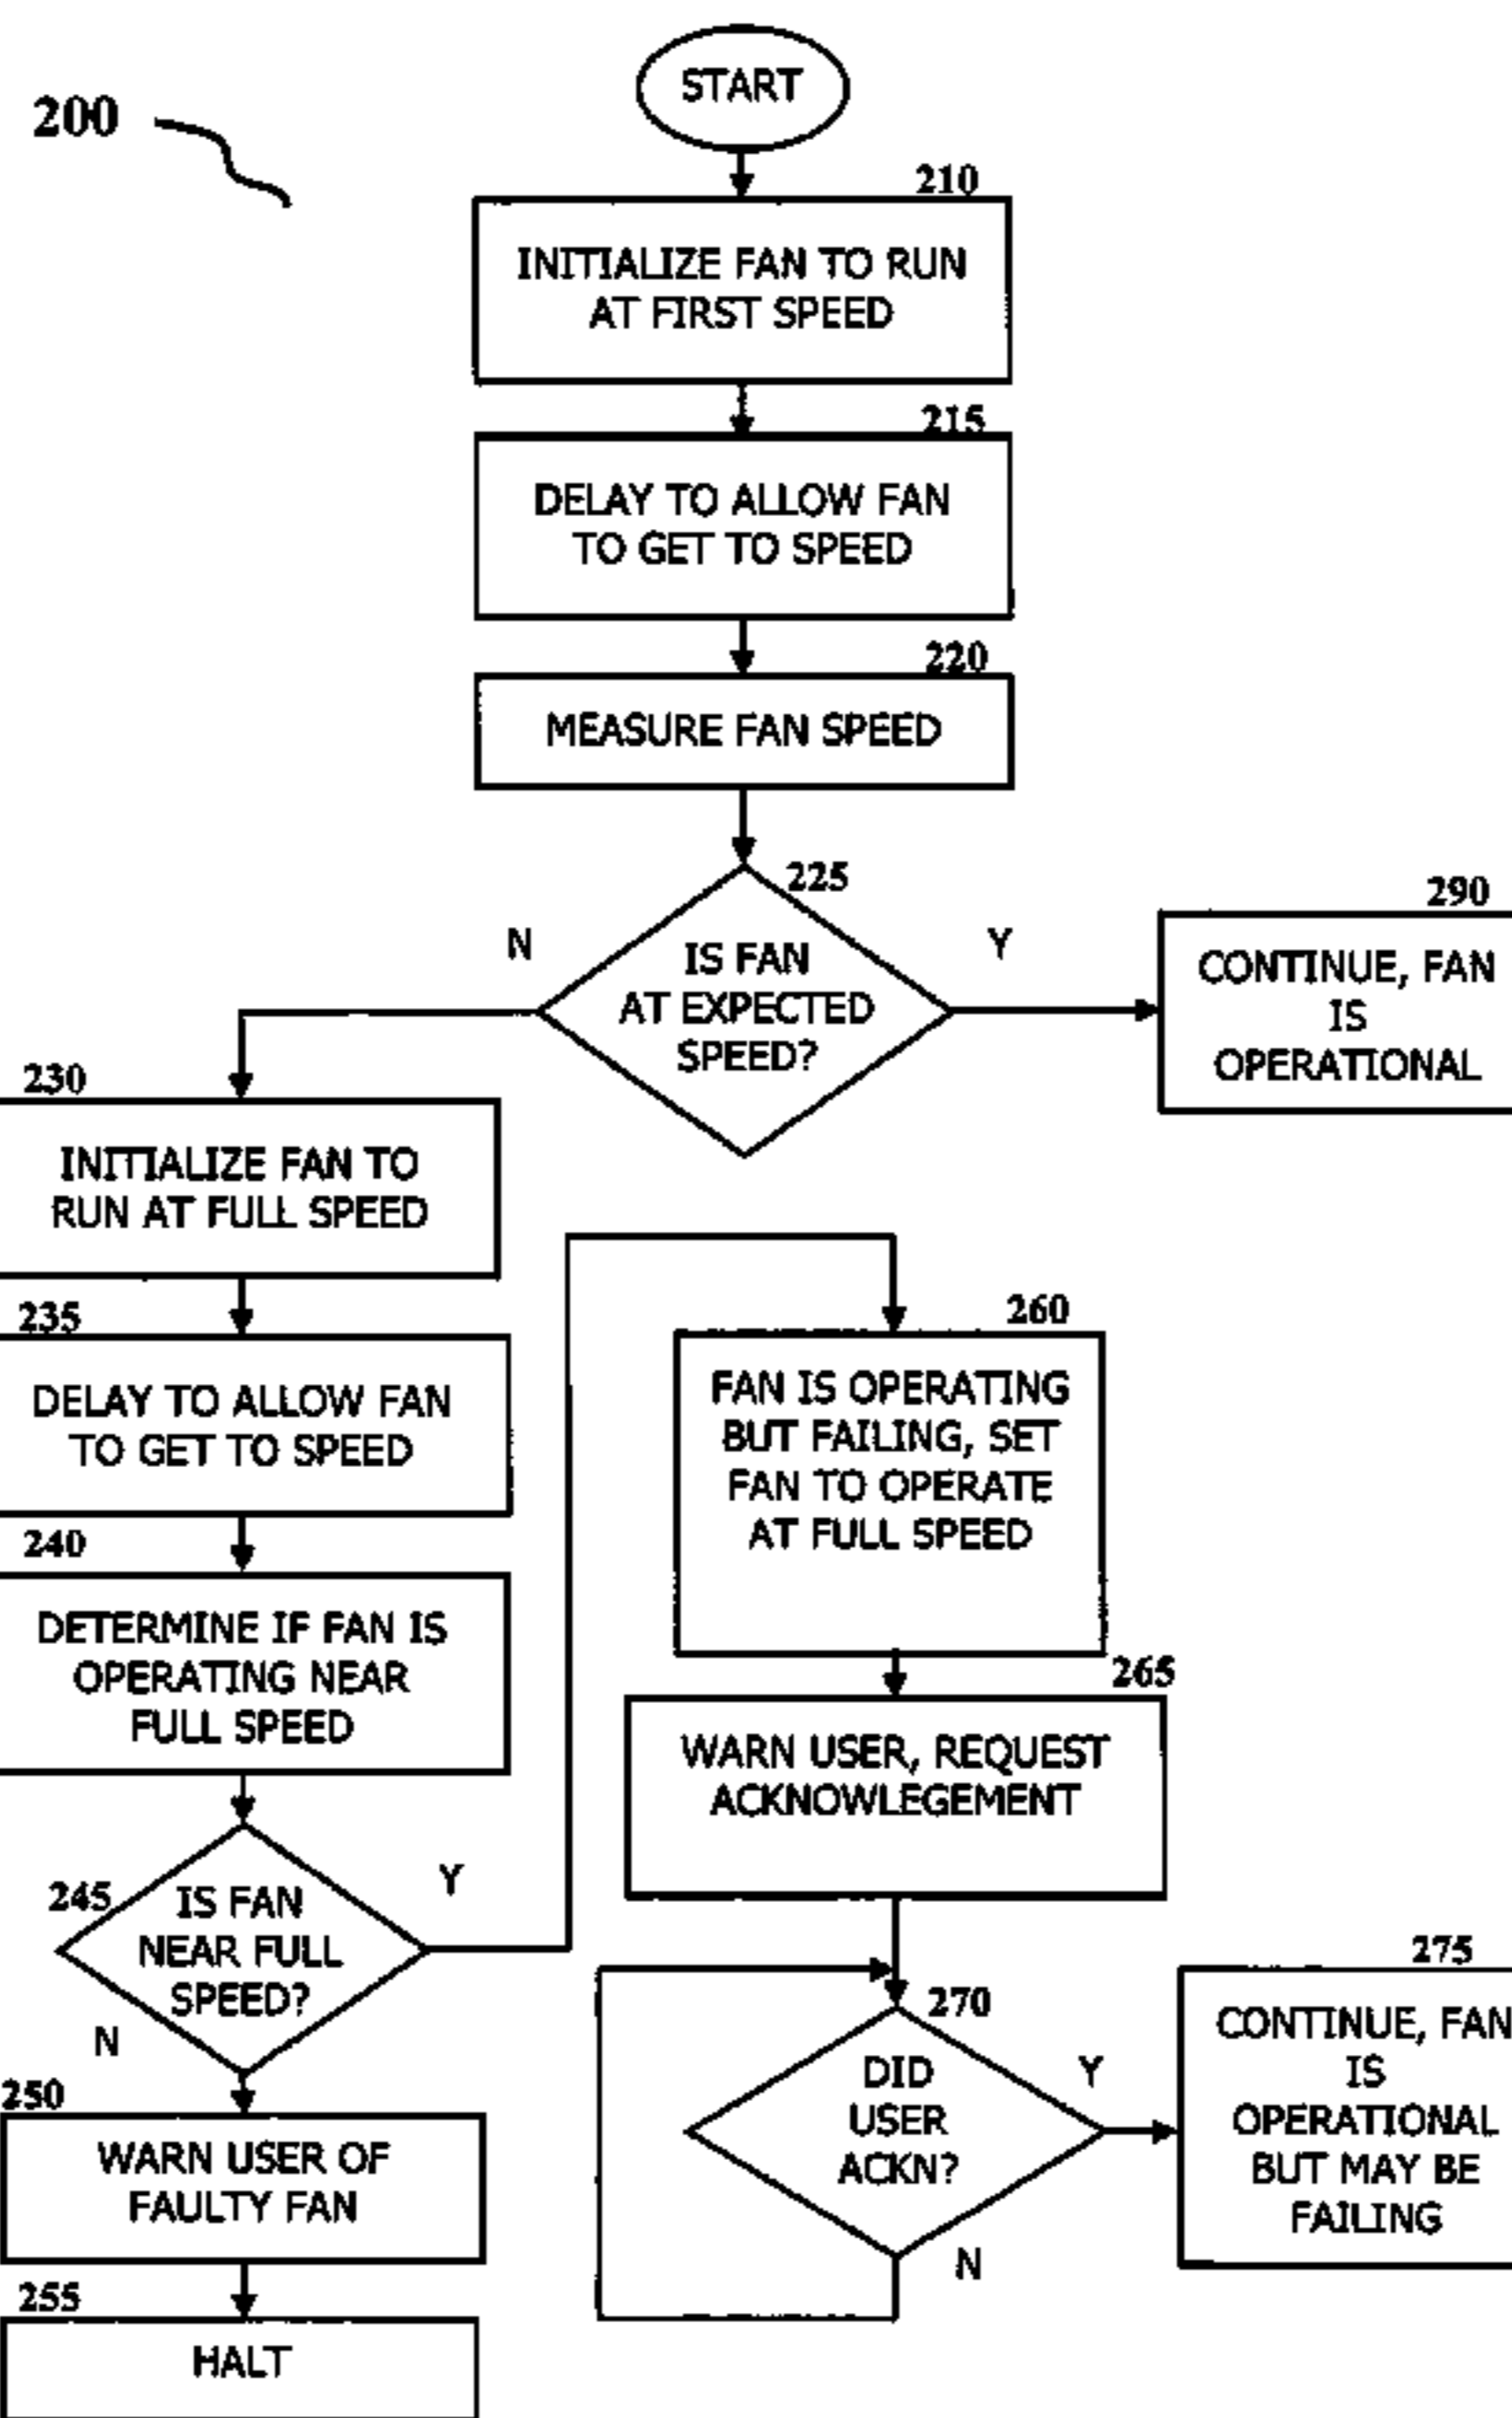 START
200
210
INITIALIZE FAN TO RUN
AT FIRST SPEED
215
DELAY TO ALLOW FAN
TO GET TO SPEED
220
MEASURE FAN SPEED
225
IS FAN
AT EXPECTED
SPEED?
N
Y
290
CONTINUE, FAN
IS
OPERATIONAL
230
INITIALIZE FAN TO
RUN AT FULL SPEED
235
DELAY TO ALLOW FAN
TO GET TO SPEED
240
DETERMINE IF FAN IS
OPERATING NEAR
FULL SPEED
245
IS FAN
NEAR FULL
SPEED?
Y
N
250
WARN USER OF
FAULTY FAN
255
HALT
260
FAN IS OPERATING
BUT FAILING, SET
FAN TO OPERATE
AT FULL SPEED
265
WARN USER, REQUEST
ACKNOWLEGEMENT
270
DID
USER
ACKN?
Y
N
275
CONTINUE, FAN
IS
OPERATIONAL
BUT MAY BE
FAILING